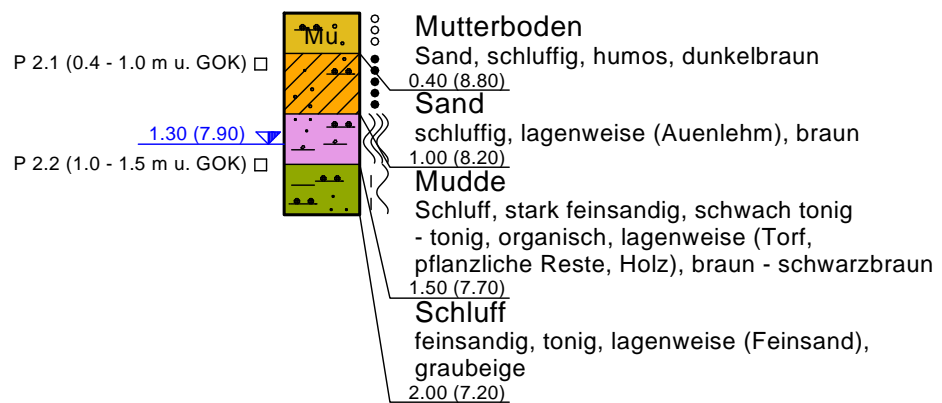 Mutterboden
Mu
Sand, schluffig, humos, dunkelbraun
P 2.1 (0.4 - 1.0 m u. GOK)
0.40 (8.80)
Sand
schluffig, lagenweise (Auenlehm), braun
1.30 (7.90)
1.00 (8.20)
P 2.2 (1.0 - 1.5 m u. GOK)
Mudde
Schluff, stark feinsandig, schwach tonig
- tonig, organisch, lagenweise (Torf,
pflanzliche Reste, Holz), braun - schwarzbraun
1.50 (7.70)
Schluff
feinsandig, tonig, lagenweise (Feinsand),
graubeige
2.00 (7.20)